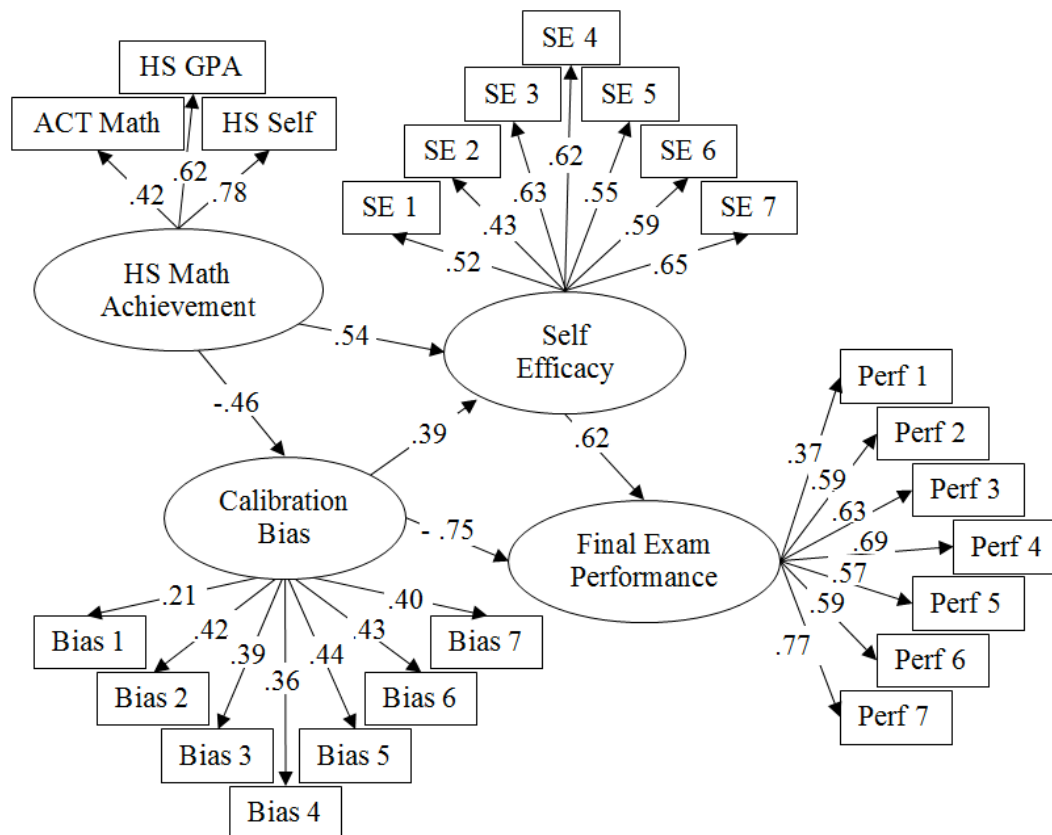 SE 4
HS GPA
SE 3
SE 5
ACT Math
HS Self
SE 2
SE 6
.62
.62
.42
.78
.63
.55
SE 1
SE 7
.43
.59
.52
.65
HS Math
Achievement
.54
Self
Efficacy
Perf 1
-.46
.39
.62
Perf 2
.37
.59
Calibration
Bias
Perf 3
.63
- .75
Final Exam
Performance
.69
Perf 4
.57
Perf 5
.59
.21
.40
Bias 1
.42
.43
Bias 7
.39
.44
.36
.77
Perf 6
Bias 2
Bias 6
Perf 7
Bias 3
Bias 5
Bias 4